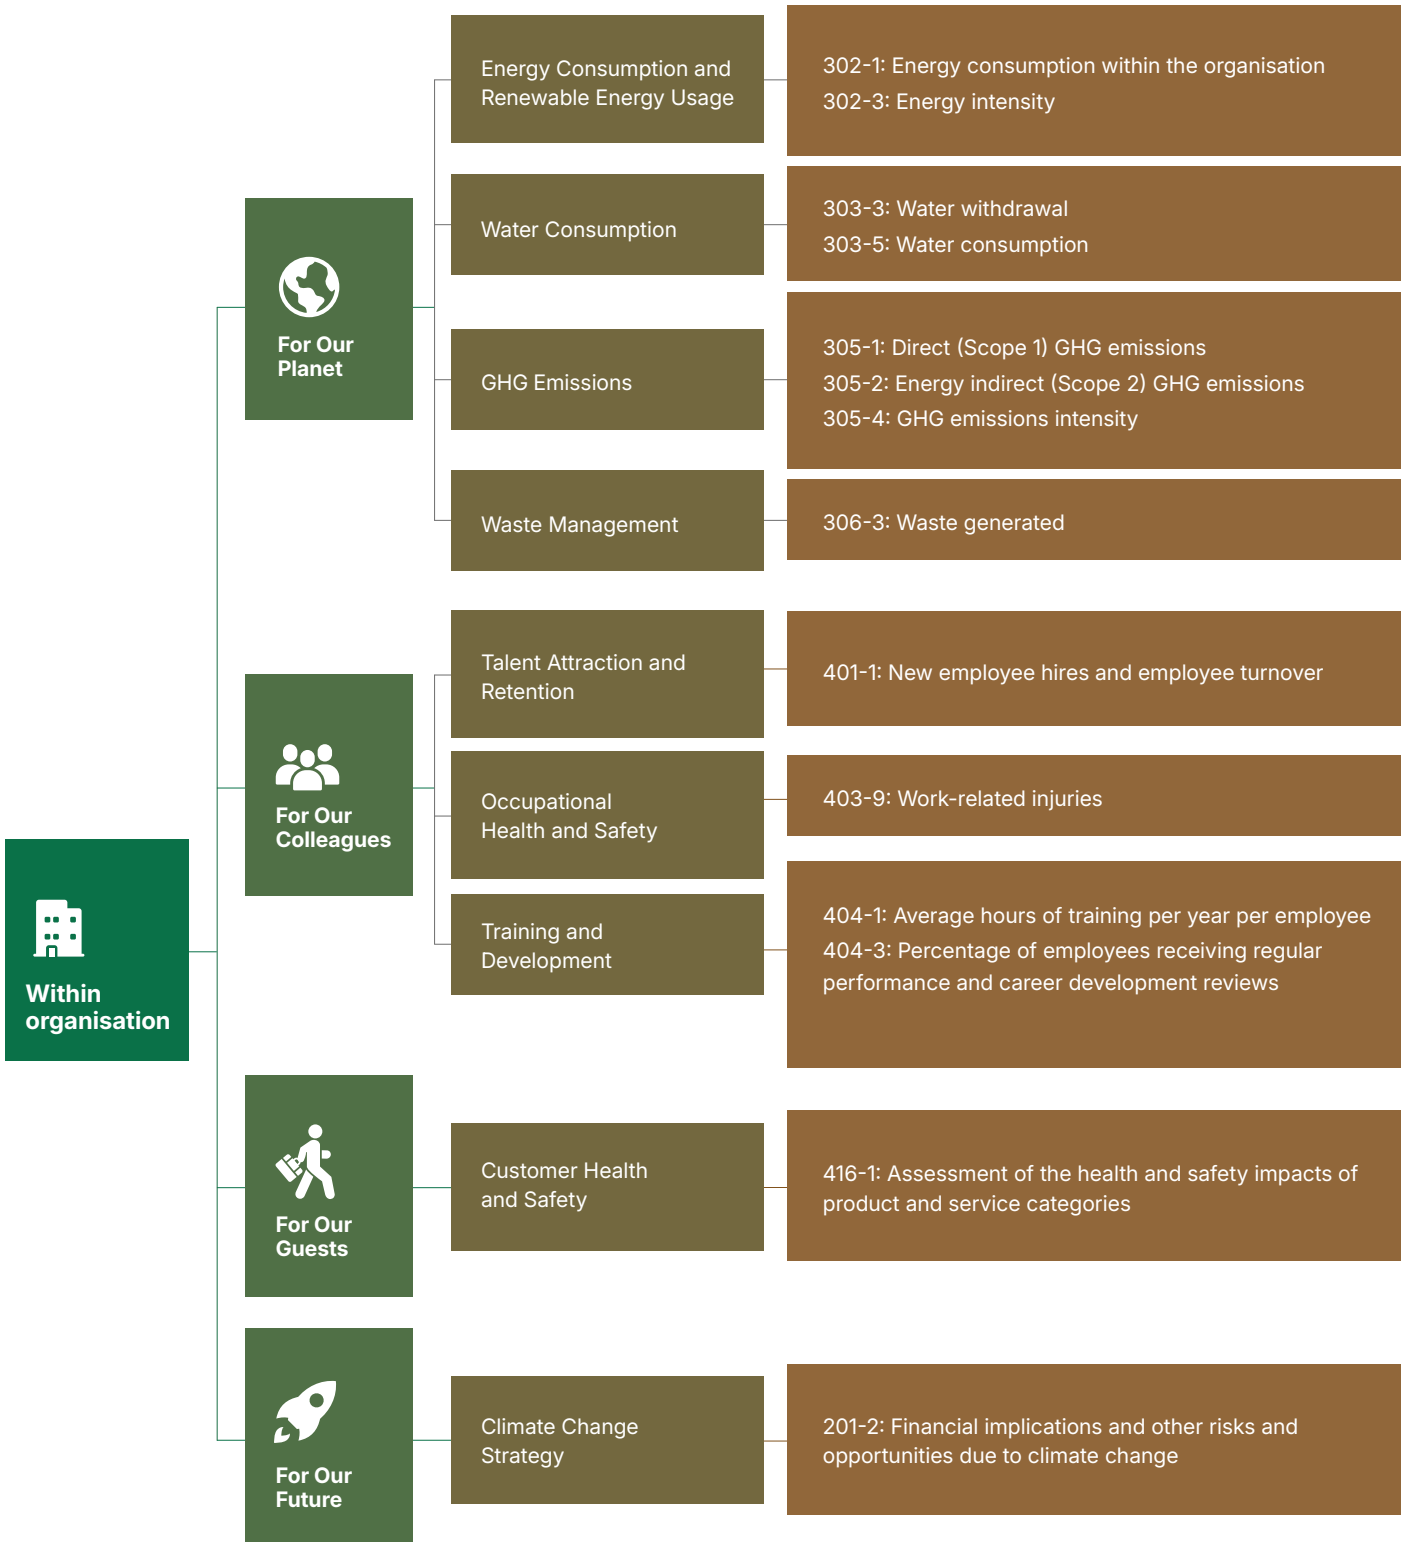 Within
organisation
For Our
Planet
Energy Consumption and
Renewable Energy Usage
302-1: Energy consumption within the organisation
302-3: Energy intensity
Water Consumption
303-3: Water withdrawal
303-5: Water consumption
GHG Emissions
305-1: Direct (Scope 1) GHG emissions
305-2: Energy indirect (Scope 2) GHG emissions
305-4: GHG emissions intensity
Waste Management
306-3: Waste generated
For Our
Colleagues
Talent Attraction and
Retention
401-1: New employee hires and employee turnover
Occupational
Health and Safety
403-9: Work-related injuries
Training and
Development
404-1: Average hours of training per year per employee
404-3: Percentage of employees receiving regular
performance and career development reviews
For Our
Guests
Customer Health
and Safety
416-1: Assessment of the health and safety impacts of
product and service categories
For Our
Future
Climate Change
Strategy
201-2: Financial implications and other risks and
opportunities due to climate change